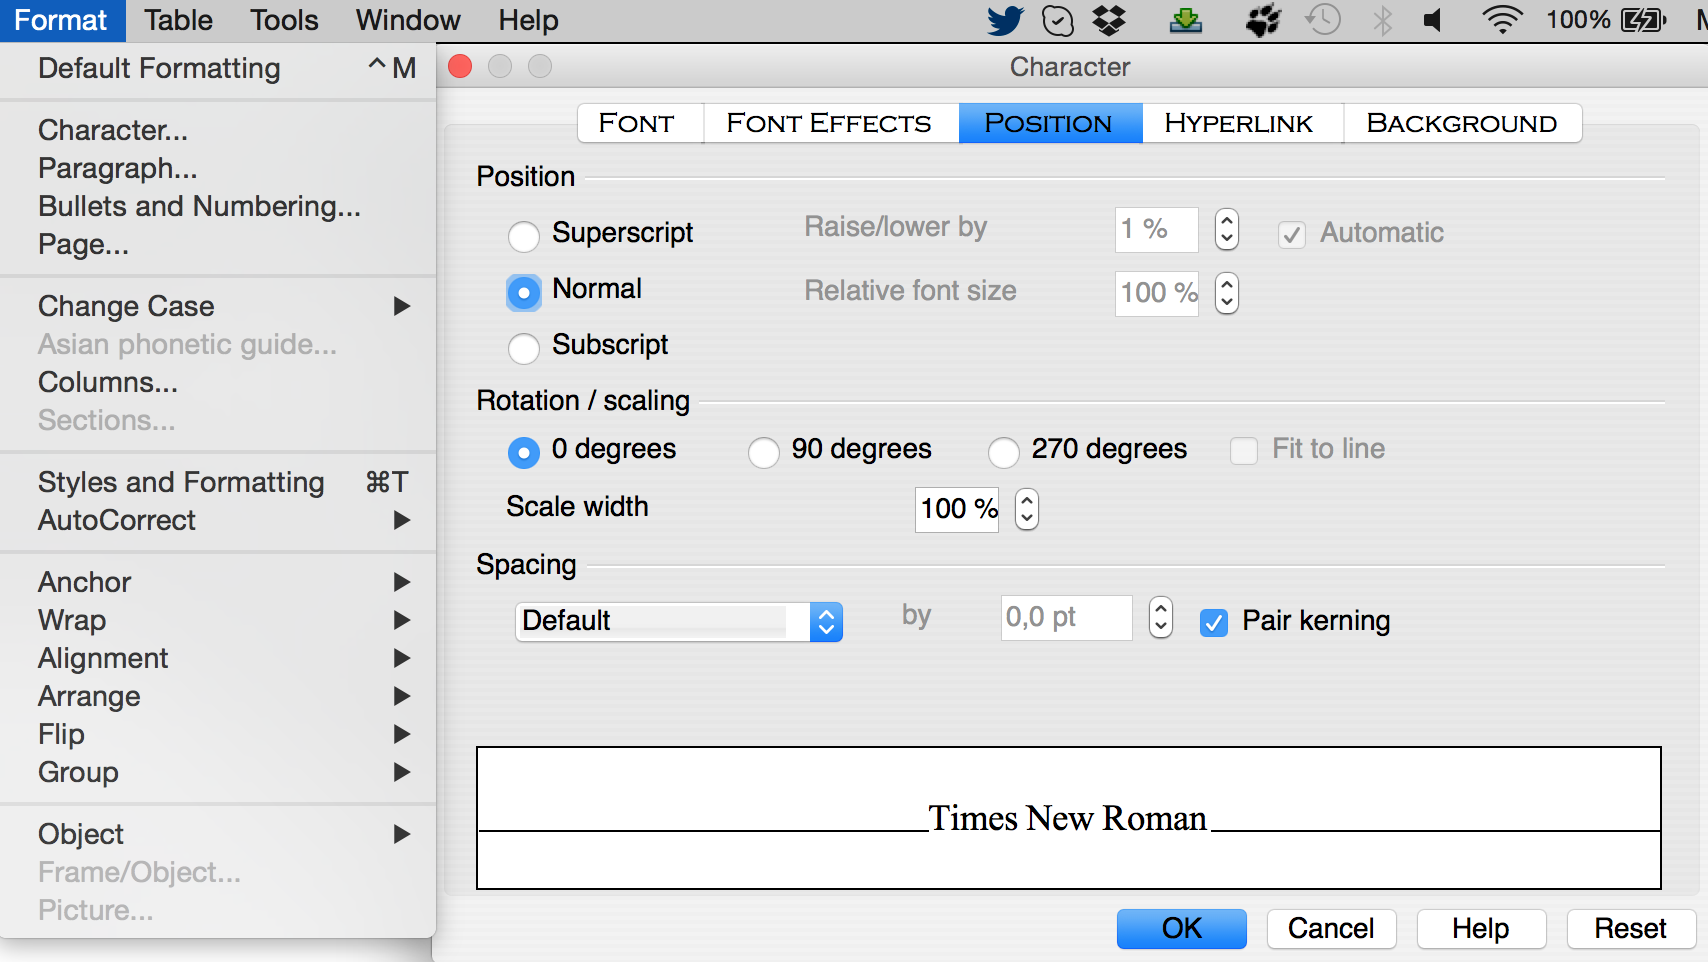 Format Table Tools Window Help 100%
Default Formatting ^ M
Character...
Paragraph...
Bullets and Numbering...
Page...
Change Case
Asian phonetic guide...
Columns...
Sections...
Styles and Formatting ⌘T
AutoCorrect
Anchor
Wrap
Alignment
Arrange
Flip
Group
Object
Frame/Object...
Picture...
Character
Font Font Effects Position Hyperlink Background
Position
Superscript Raise/lower by 1 % Automatic
Normal Relative font size 100 %
Subscript
Rotation / scaling
0 degrees 90 degrees 270 degrees Fit to line
Scale width 100 %
Spacing
Default by 0,0 pt Pair kerning
Times New Roman
OK Cancel Help Reset